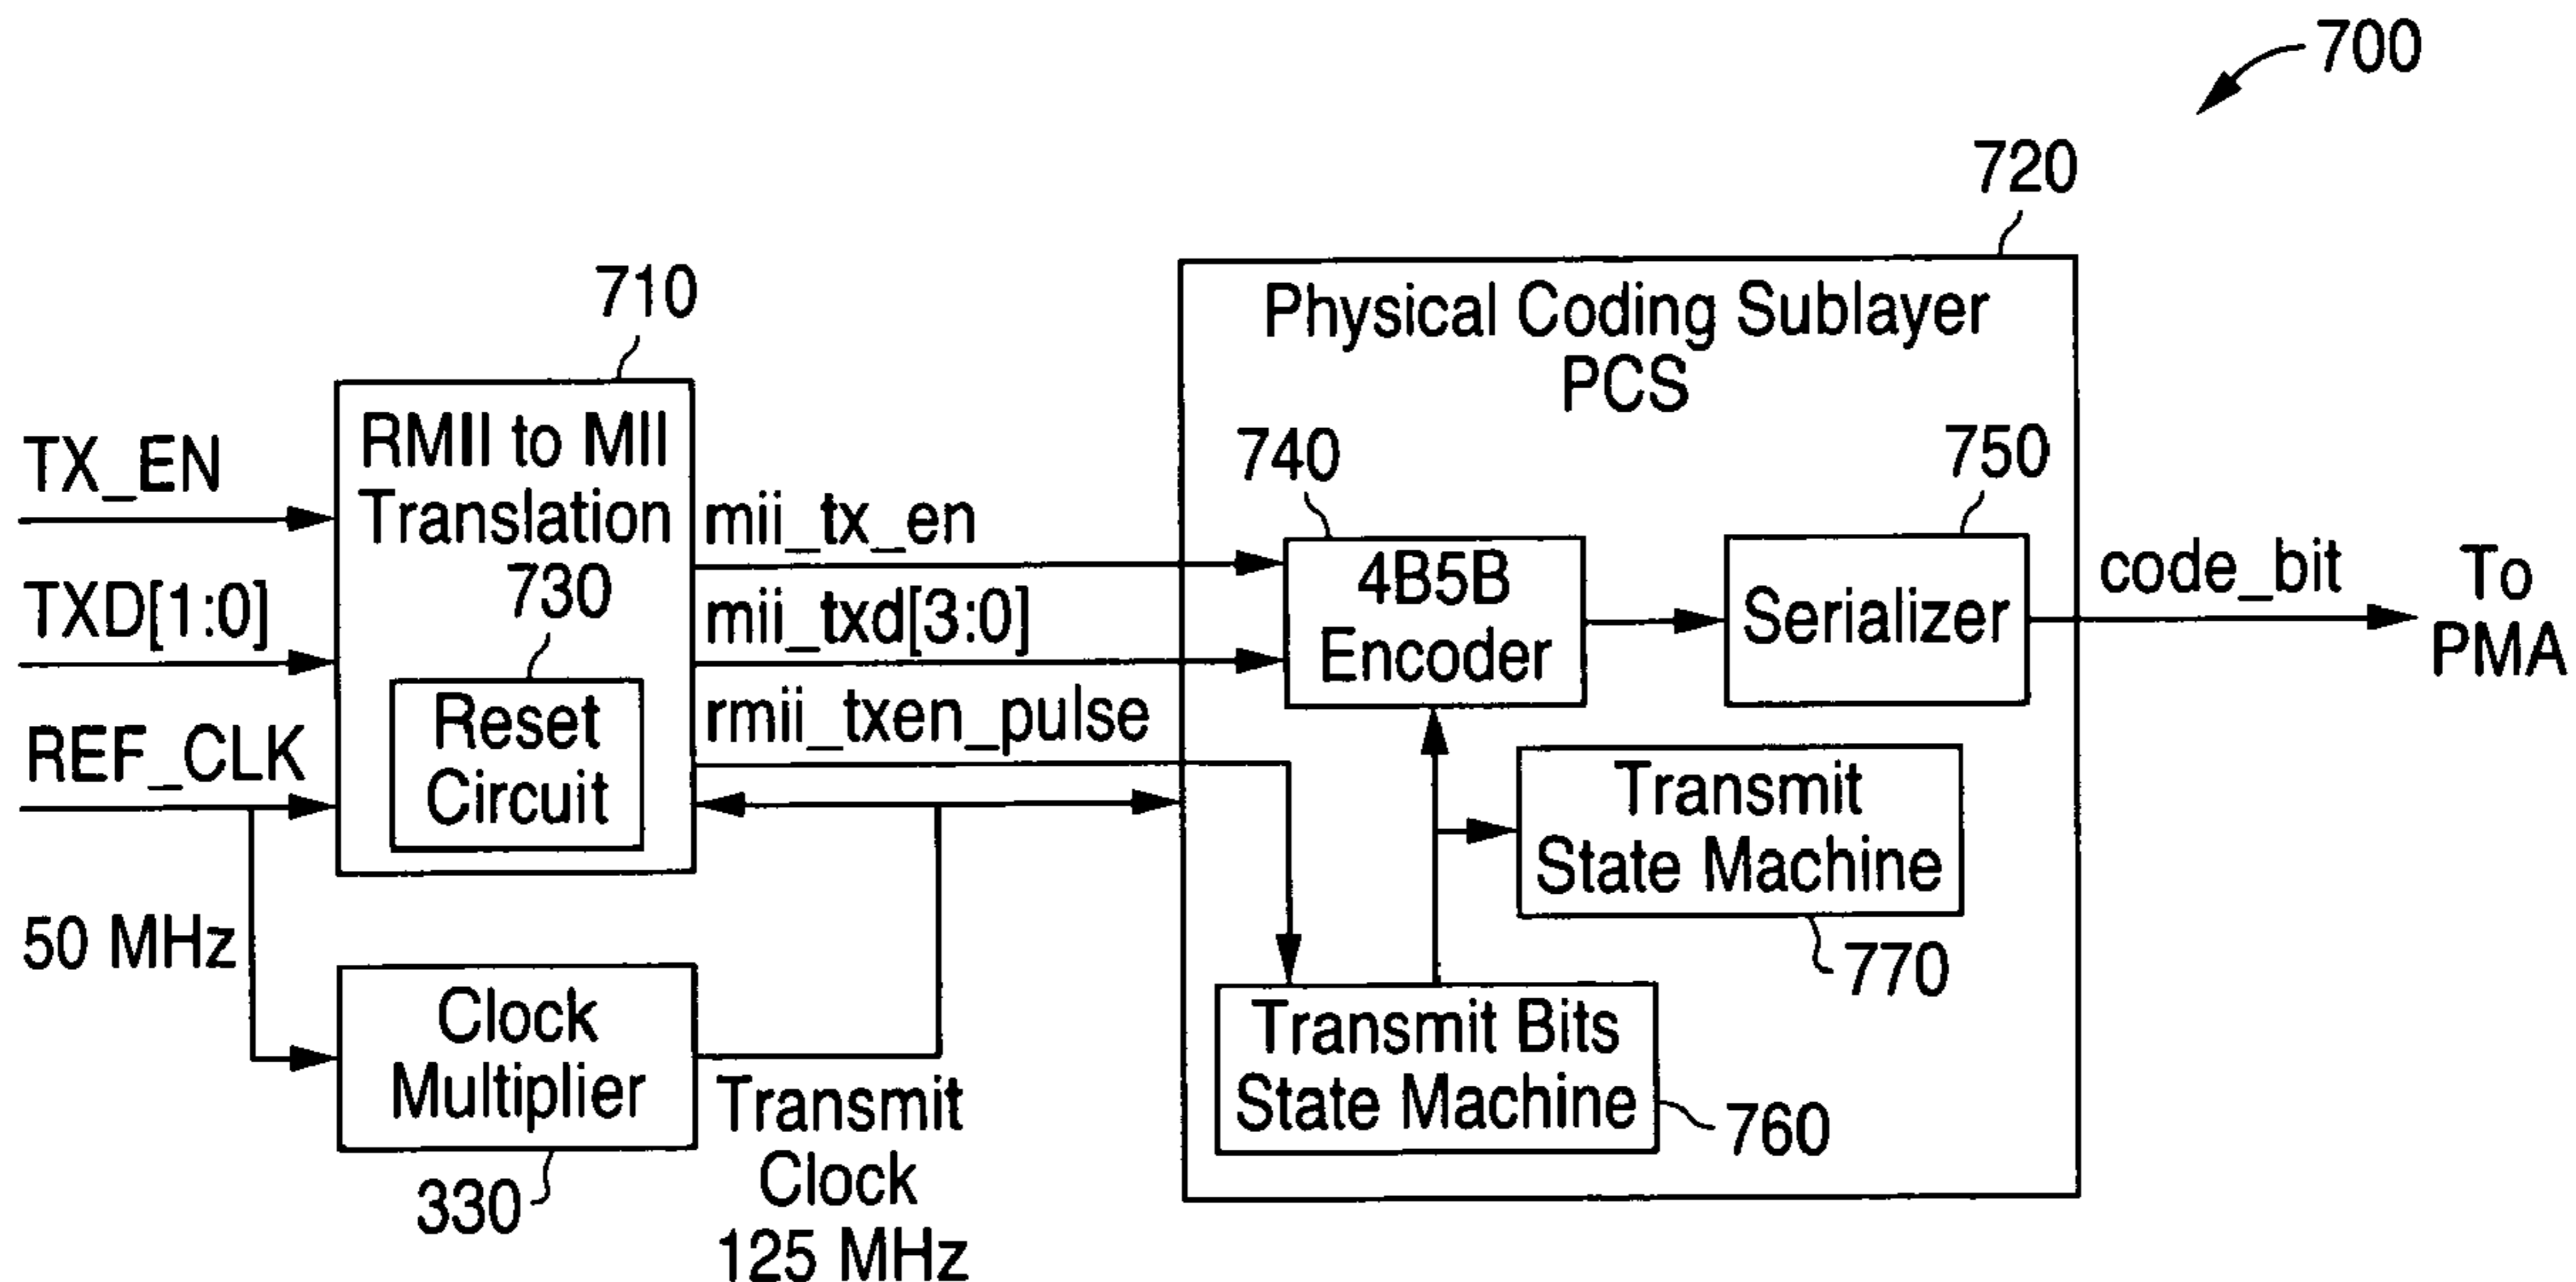 700
720
710
Physical Coding Sublayer
PCS
TX_EN
RMII to MII
Translation
730
Reset
Circuit
TXD[1:0]
REF_CLK
50 MHz
mii_tx_en
mii_txd[3:0]
rmii_txen_pulse
740
4B5B
Encoder
750
Serializer
code_bit
To
PMA
Transmit
State Machine
770
Transmit Bits
State Machine
760
Clock
Multiplier
330
Transmit
Clock
125 MHz